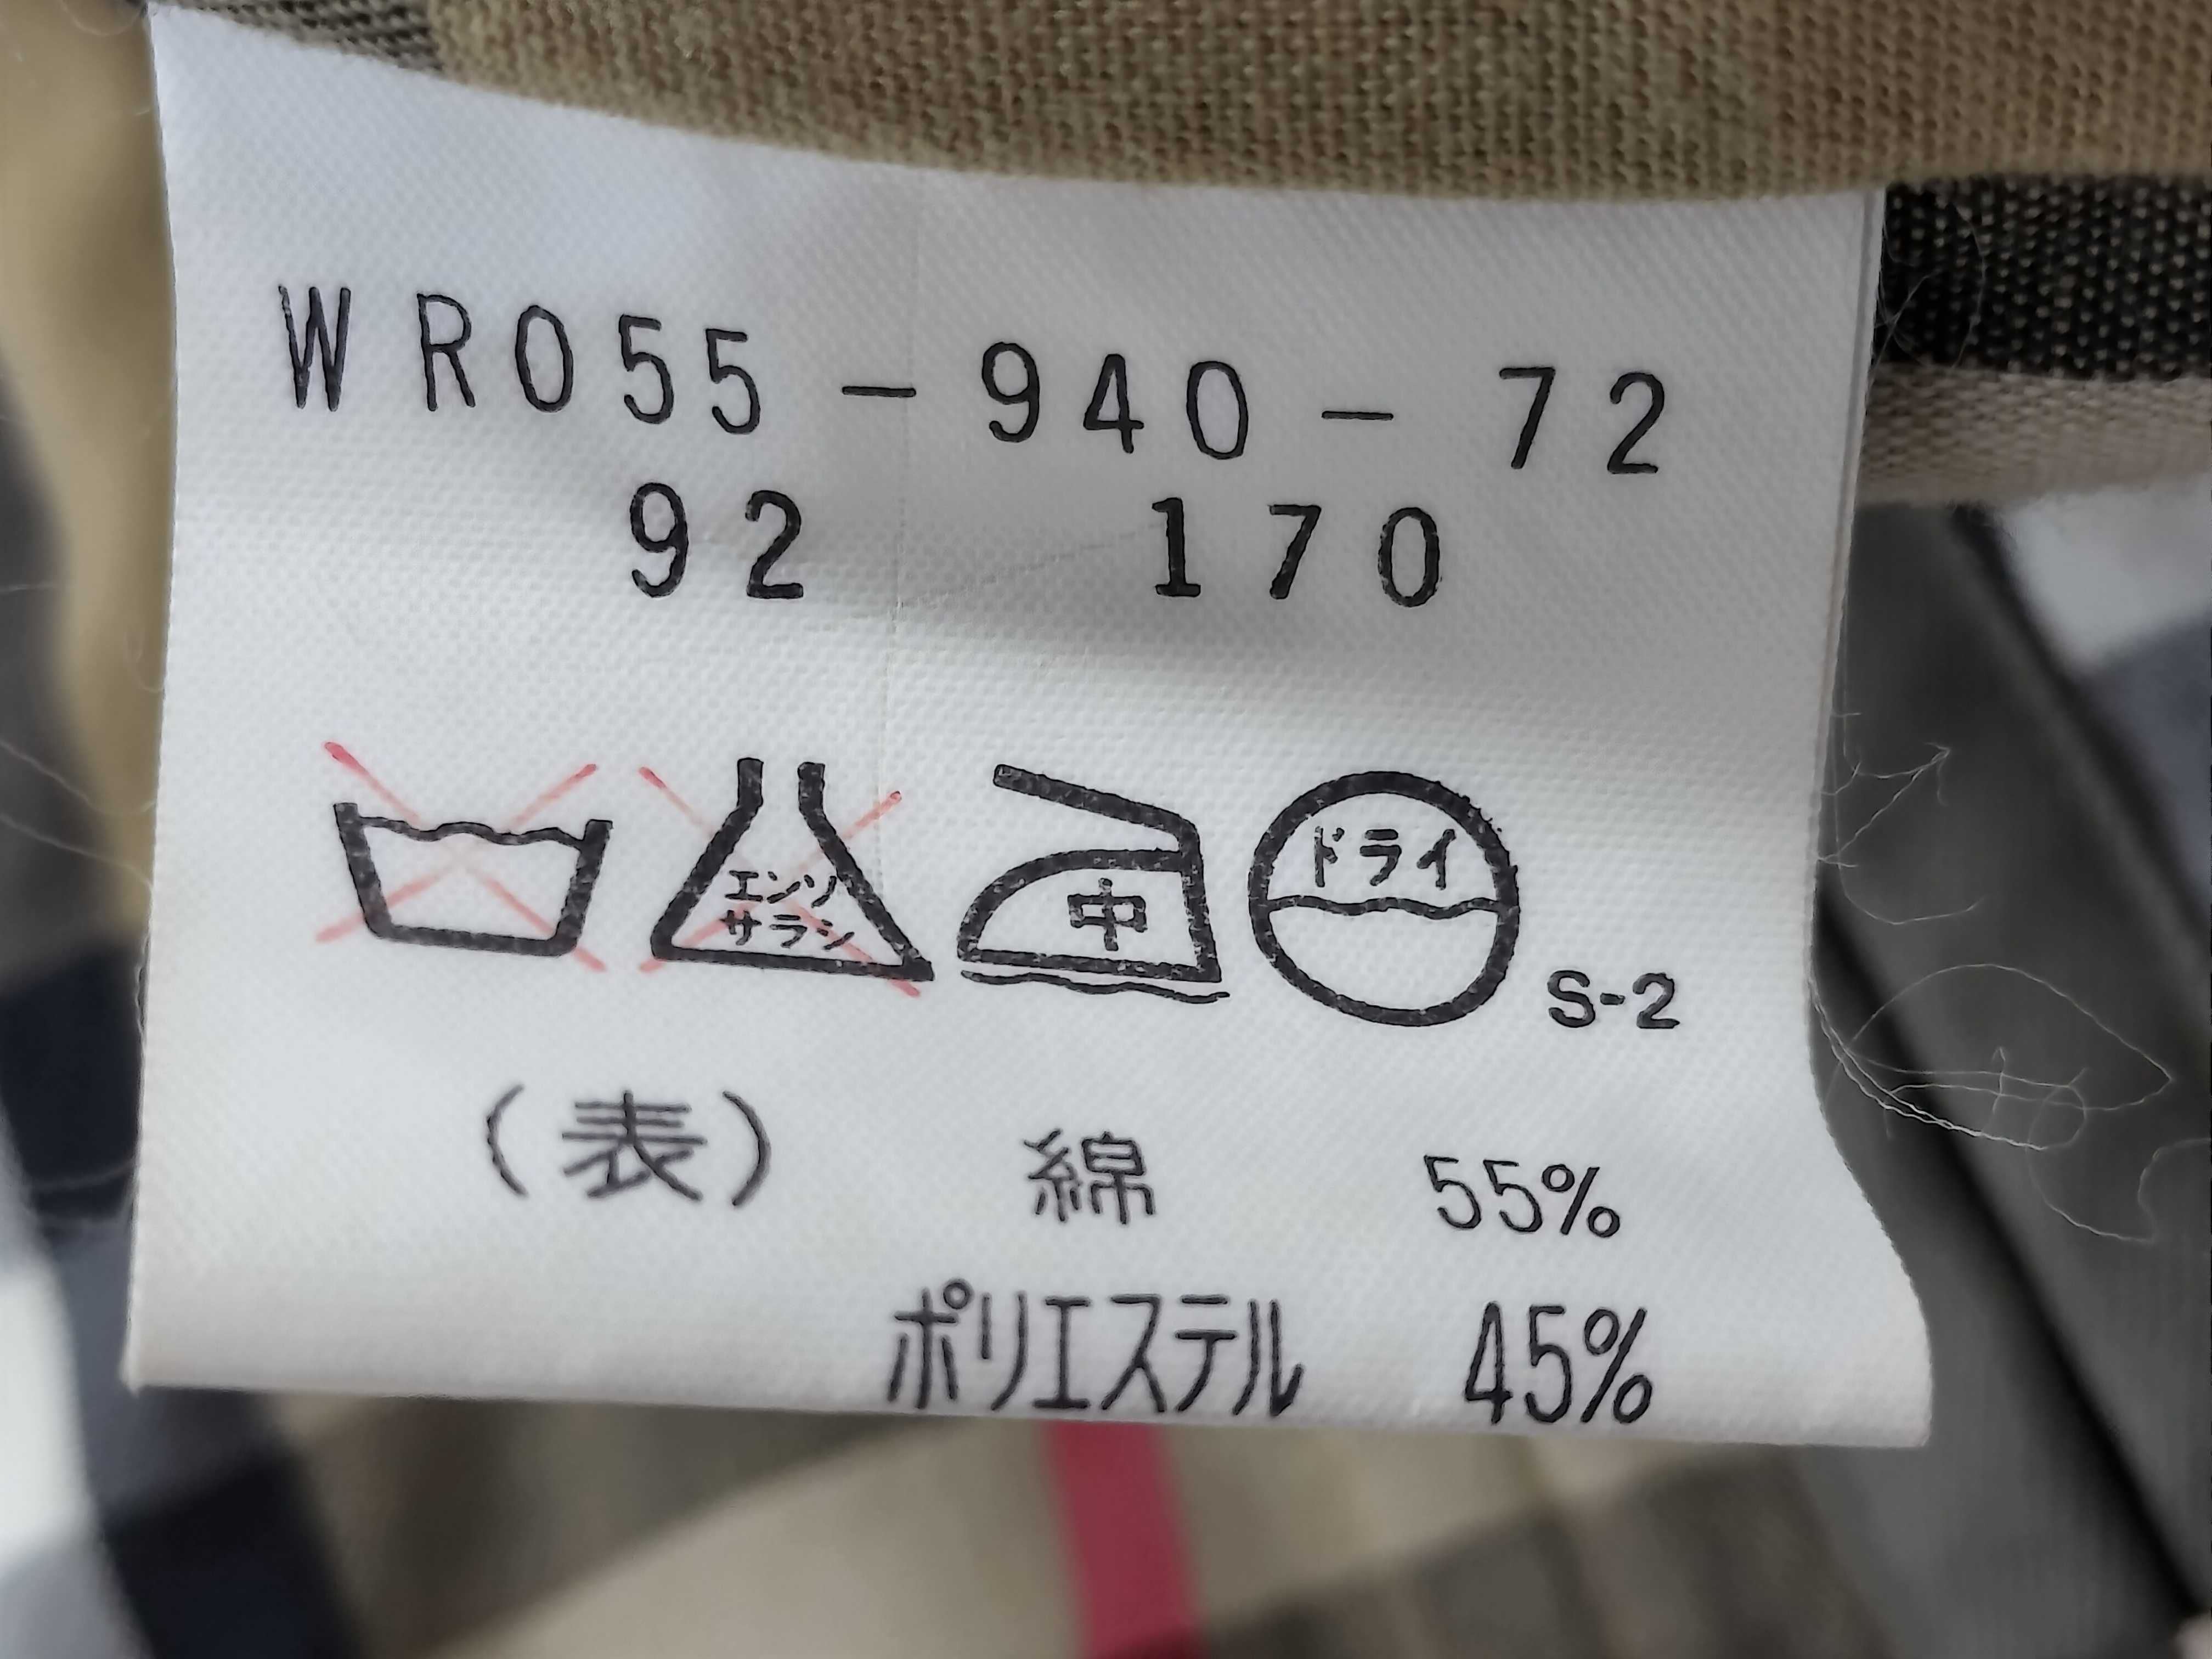 WR055-940-72
92 170
エンソ
サラシ
中
ドライ
S-2
(表) 綿 55%
ポリエステル 45%